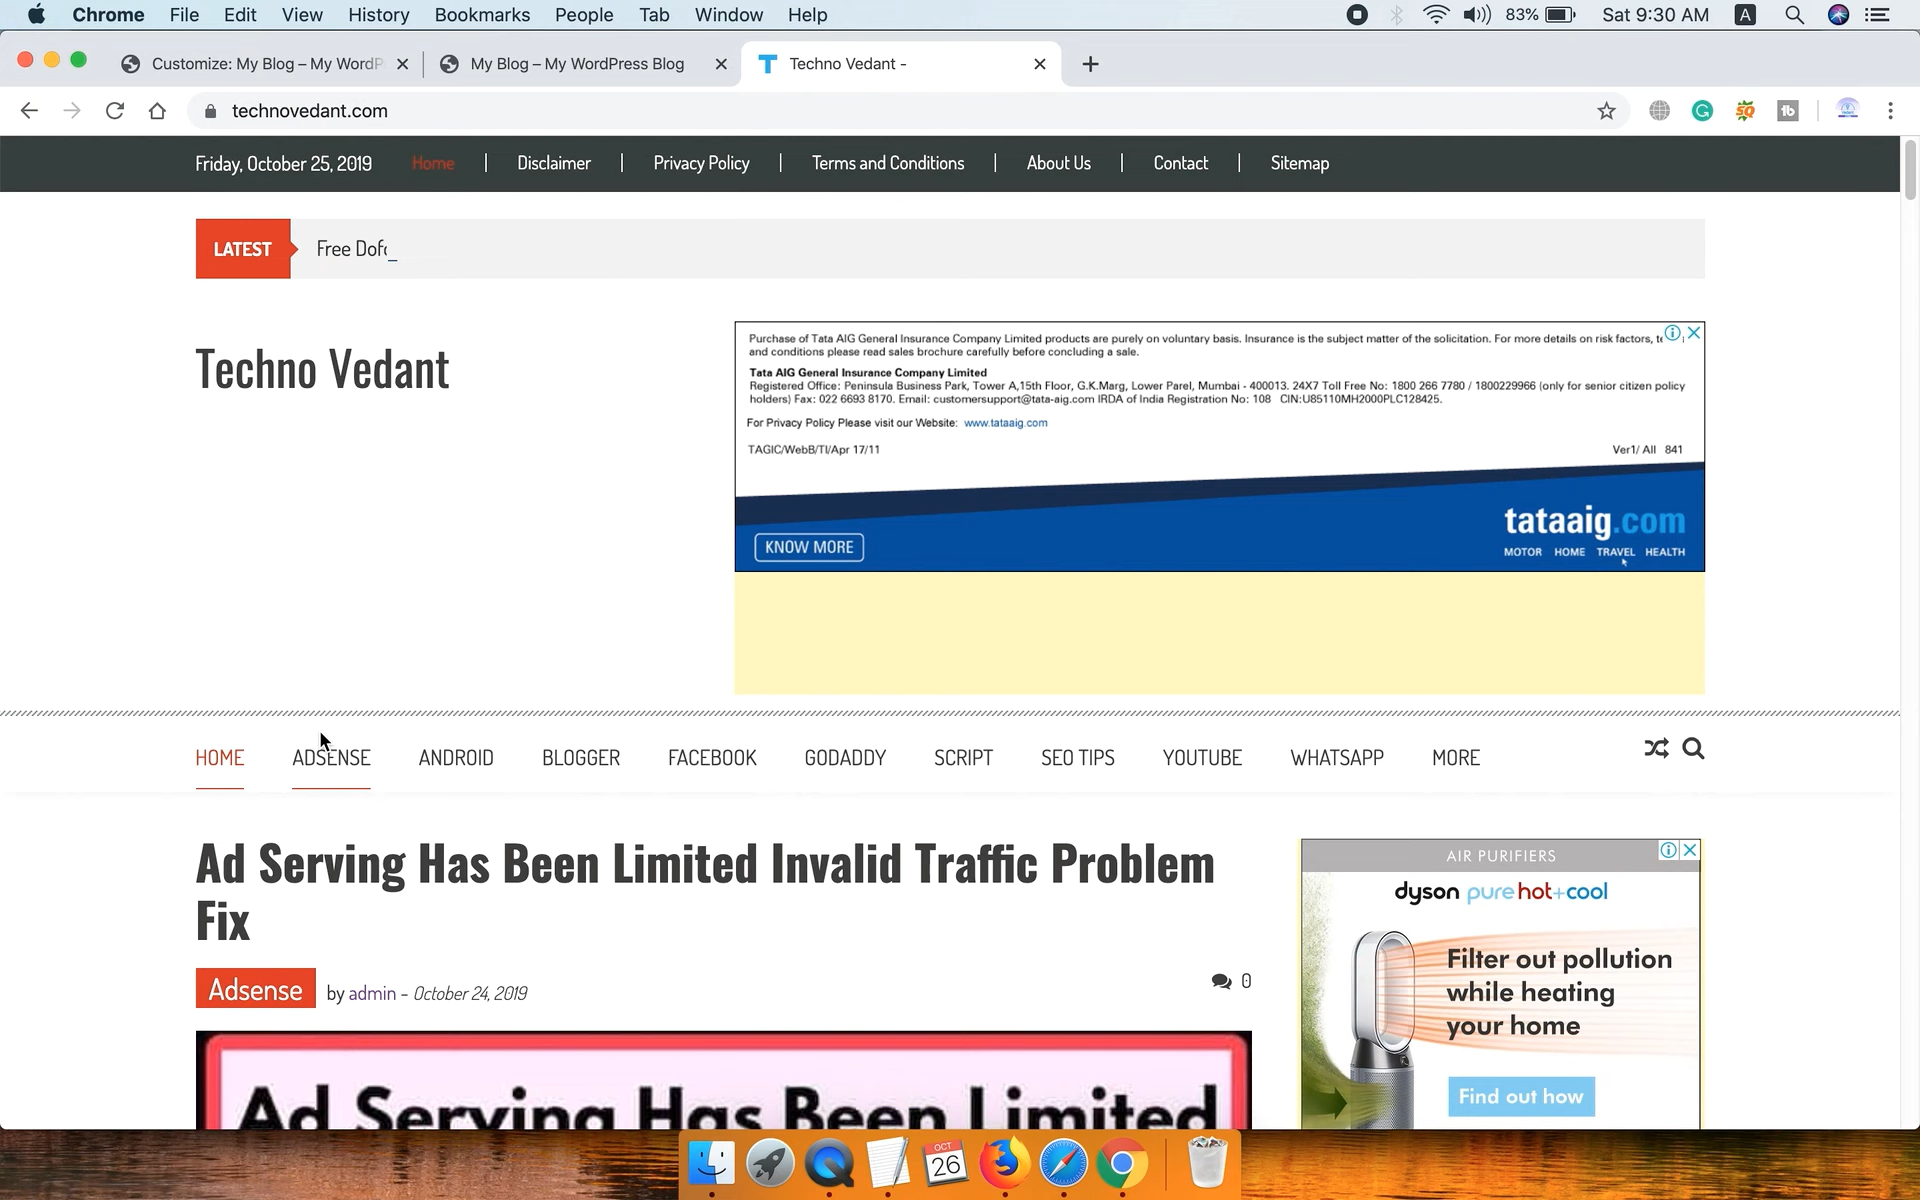 Chrome File Edit View History Bookmarks People Tab Window Help 83% Sat 9:30 AM A
Customize: My Blog – My WordP My Blog – My WordPress Blog Techno Vedant -
technovedant.com
Friday, October 25, 2019 Home | Disclaimer | Privacy Policy | Terms and Conditions | About Us | Contact | Sitemap
LATEST Free Dofo_
Techno Vedant
Purchase of Tata AIG General Insurance Company Limited products are purely on voluntary basis. Insurance is the subject matter of the solicitation. For more details on risk factors,
and conditions please read sales brochure carefully before concluding a sale.
Tata AIG General Insurance Company Limited
Registered Office: Peninsula Business Park, Tower A,15th Floor, G.K.Marg, Lower Parel, Mumbai - 400013. 24X7 Toll Free No: 1800 266 7780 / 1800229966 (only for senior citizen policy
holders) Fax: 022 6693 8170. Email: customersupport@tata-aig.com IRDA of India Registration No: 108 CIN:U85110MH2000PLC128425.
For Privacy Policy Please visit our Website: www.tataaig.com
TAGIC/WebB/TI/Apr 17/11 Ver1/ All 841
tataaig.com
KNOW MORE
MOTOR HOME TRAVEL HEALTH
HOME ADSENSE ANDROID BLOGGER FACEBOOK GODADDY SCRIPT SEO TIPS YOUTUBE WHATSAPP MORE
Ad Serving Has Been Limited Invalid Traffic Problem
Fix
Adsense by admin - October 24, 2019 0
AIR PURIFIERS
dyson pure hot+cool
Filter out pollution
while heating
your home
Find out how
Ad Serving Has Been Limited
OCT
26